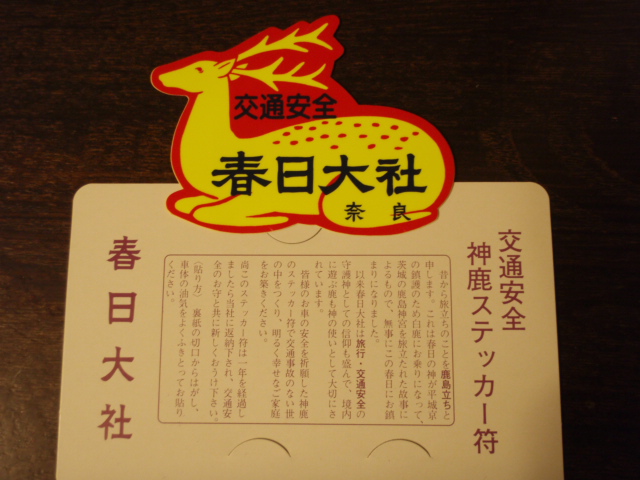 交通安全
春日大社
奈良
交通安全
神鹿ステッカー符
昔から旅立ちのことを鹿島立ちと
申します。これは春日の神が平城京
の鎮護のため白鹿にお乗りになって、
茨城の鹿島神宮を旅立たれた故事に
よるもので、無事にこの春日にお鎮
まりになりました。
以来春日大社は旅行・交通安全の
守護神としての信仰も盛んで、境内
に遊ぶ鹿も神の使いとして大切にさ
れています。
皆様のお車の安全を祈願した神鹿
のステッカー符で交通事故のない世
の中をつくり、明るく幸せなご家庭
をお築きください。
尚このステッカー符は一年を経過し
ましたら当社に返納下され、交通安
全のお守と共に新しくおうけ下さい。
(貼り方) 裏紙の切口からはがし、
車体の油気をよくふきとってお貼り
ください。
春日大社